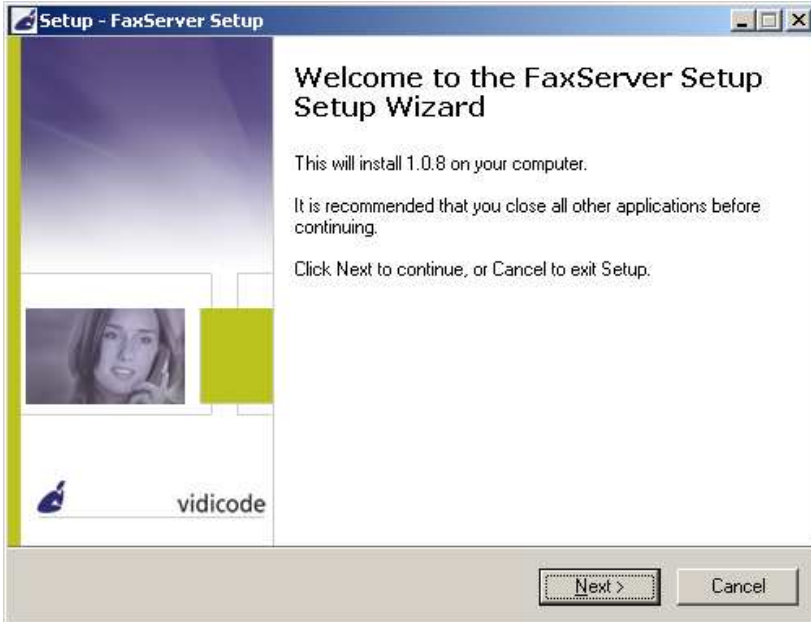 Setup - FaxServer Setup
Welcome to the FaxServer Setup
Setup Wizard
This will install 1.0.8 on your computer.
It is recommended that you close all other applications before
continuing.
Click Next to continue, or Cancel to exit Setup.
vidicode
Next >
Cancel